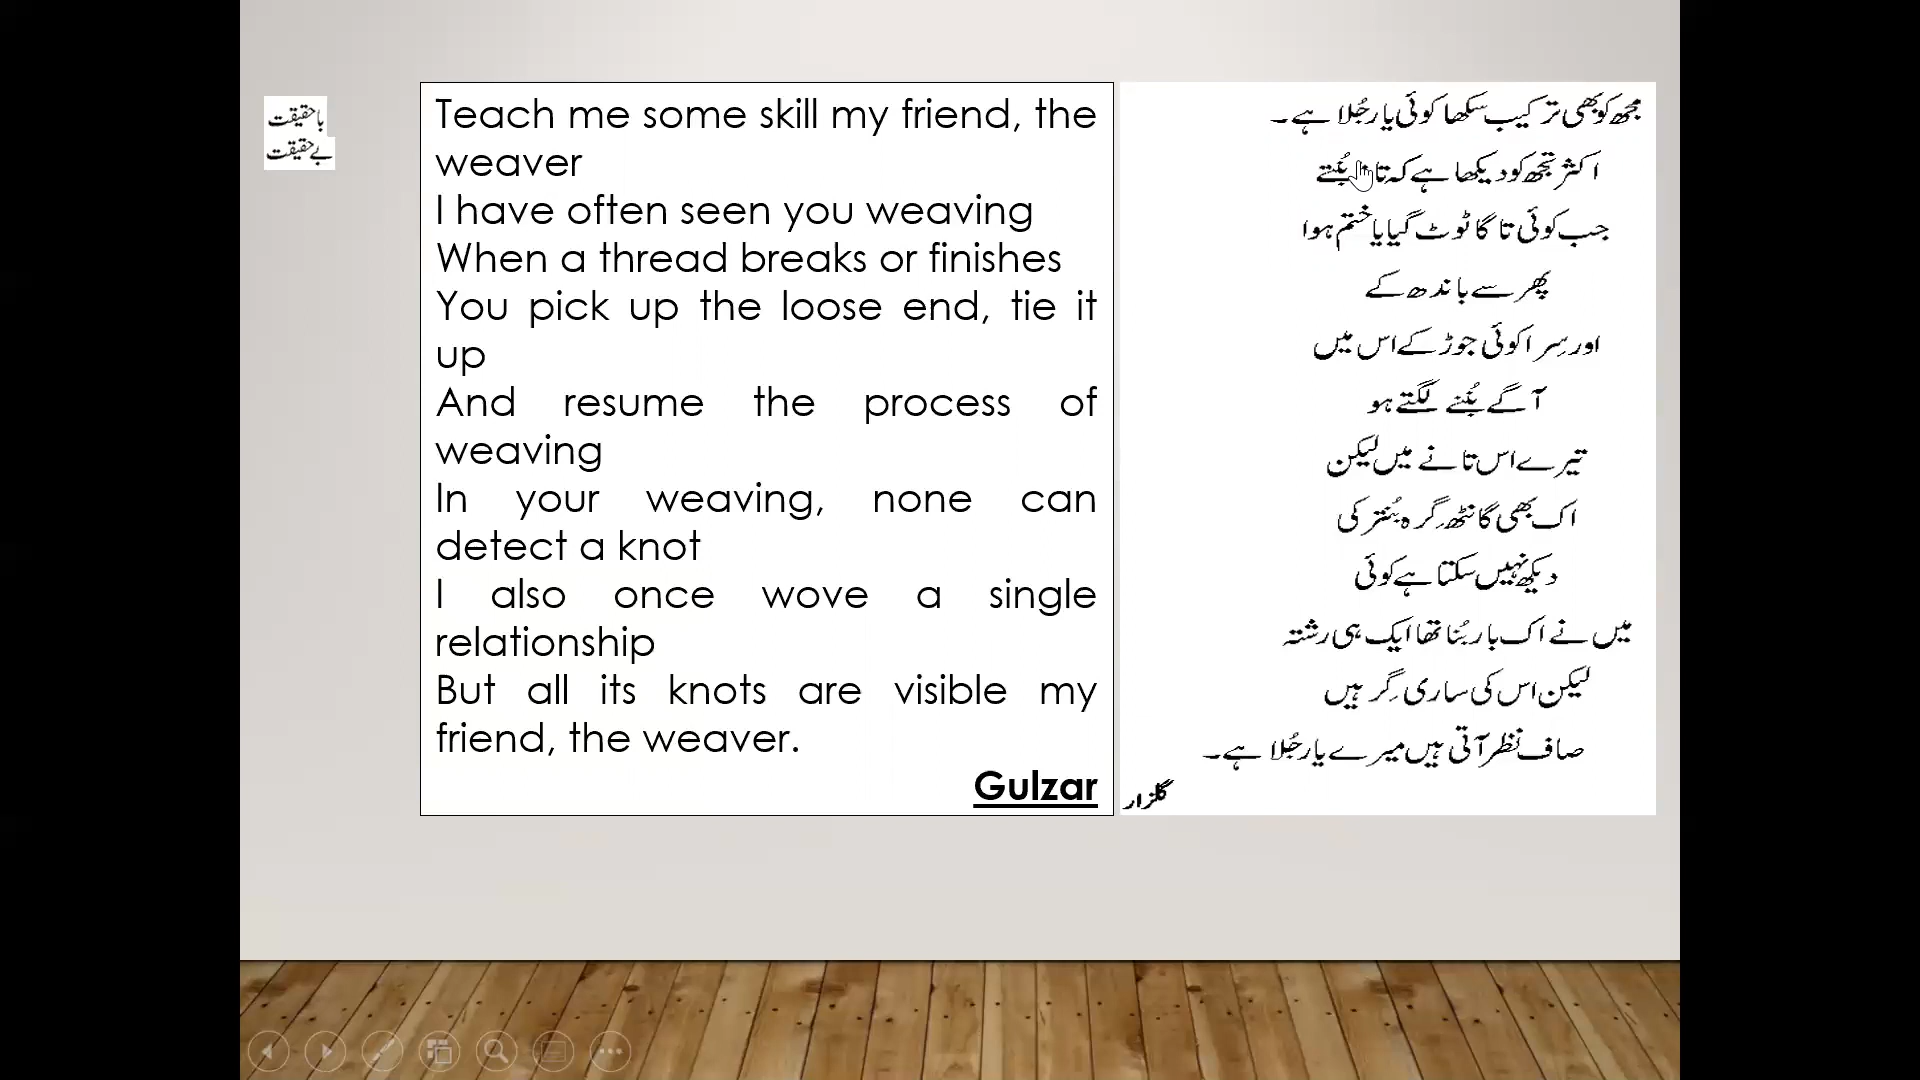 باحقیقت
بےحقیقت
Teach me some skill my friend, the
weaver
I have often seen you weaving
When a thread breaks or finishes
You pick up the loose end, tie it
up
And resume the process of
weaving
In your weaving, none can
detect a knot
I also once wove a single
relationship
But all its knots are visible my
friend, the weaver.
Gulzar
مجھ کو بھی ترکیب سکھا کوئی یار جُلاہے۔
اکثر تجھ کو دیکھا ہے کہ تانا بُنتے
جب کوئی تاگا ٹوٹ گیا یا ختم ہوا
پھر سے باندھ کے
اور سِرا کوئی جوڑ کے اس میں
آگے بُننے لگتے ہو
تیرے اس تانے میں لیکن
اک بھی گانٹھ گِرہ بُنتر کی
دیکھ نہیں سکتا ہے کوئی
میں نے اک بار بُنا تھا ایک ہی رشتہ
لیکن اس کی ساری گِرہیں
صاف نظر آتی ہیں میرے یار جُلاہے۔
گلزار